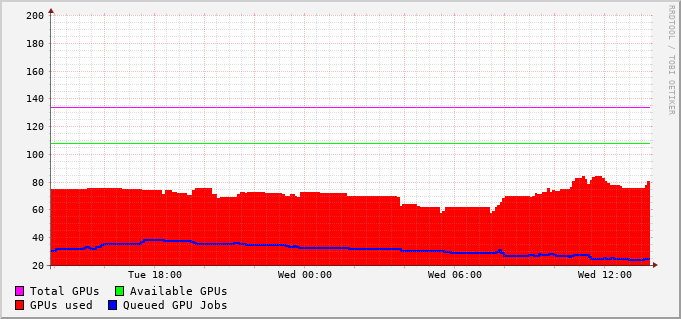 200
180
160
140
120
100
80
60
40
20
Tue 18:00 Wed 00:00 Wed 06:00 Wed 12:00
Total GPUs Available GPUs
GPUs used Queued GPU Jobs
RRDTOOL / TOBI OETIKER